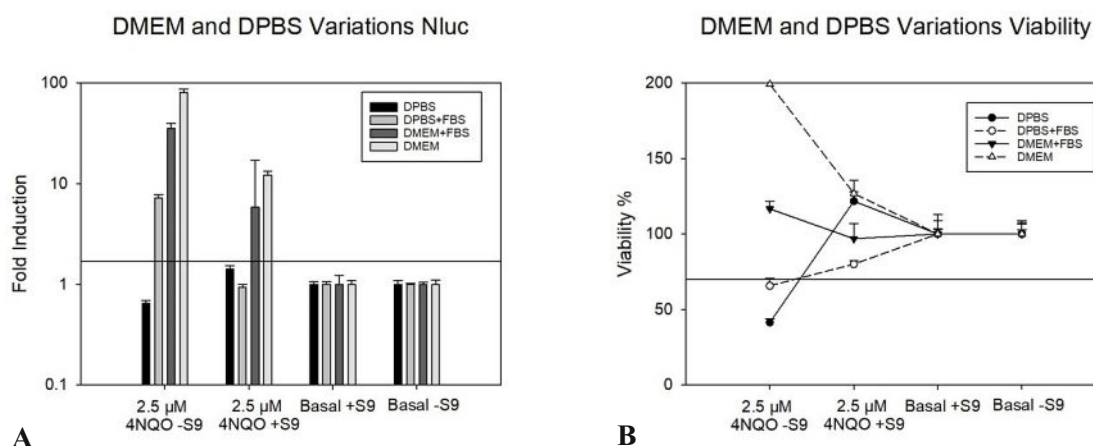 DMEM and DPBS Variations Nluc
Fold Induction
100
10
1
0.1
DPBS
DPBS+FBS
DMEM+FBS
DMEM
2.5 µM
4NQO -S9
2.5 µM
4NQO +S9
Basal +S9
Basal -S9
A
DMEM and DPBS Variations Viability
Viability %
200
150
100
50
0
DPBS
DPBS+FBS
DMEM+FBS
DMEM
2.5 µM
4NQO -S9
2.5 µM
4NQO +S9
Basal +S9
Basal -S9
B